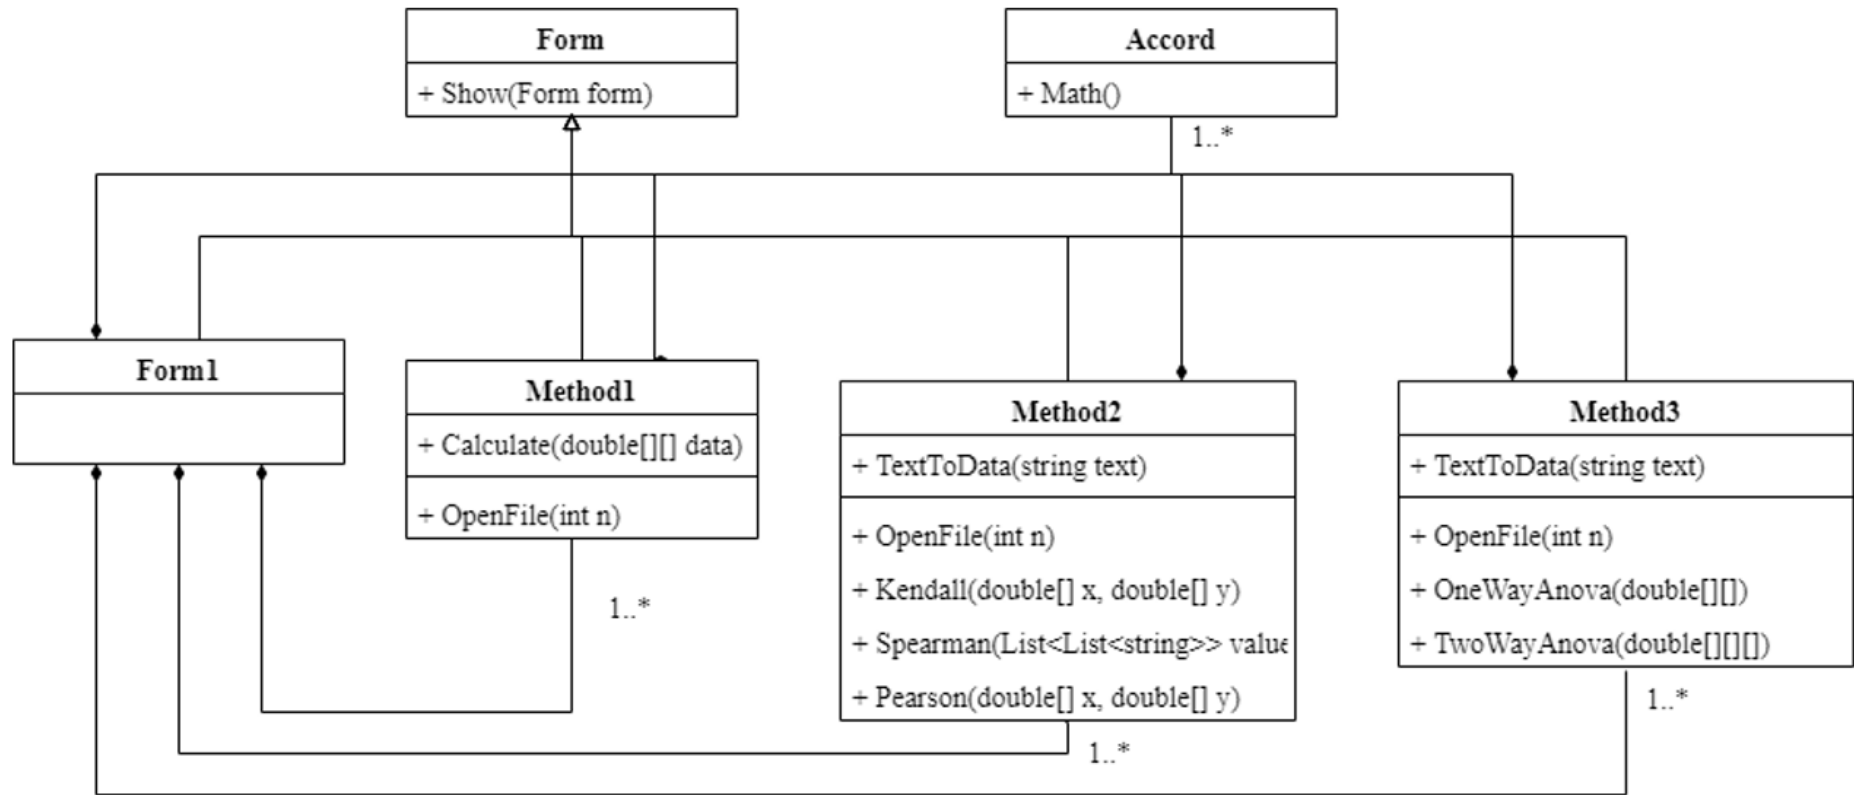 Form
+ Show(Form form)
Accord
+ Math()
1..*
Form1
Method1
+ Calculate(double[][] data)
+ OpenFile(int n)
1..*
Method2
+ TextToData(string text)
+ OpenFile(int n)
+ Kendall(double[] x, double[] y)
+ Spearman(List<List<string>> value
+ Pearson(double[] x, double[] y)
1..*
Method3
+ TextToData(string text)
+ OpenFile(int n)
+ OneWayAnova(double[][])
+ TwoWayAnova(double[][][])
1..*